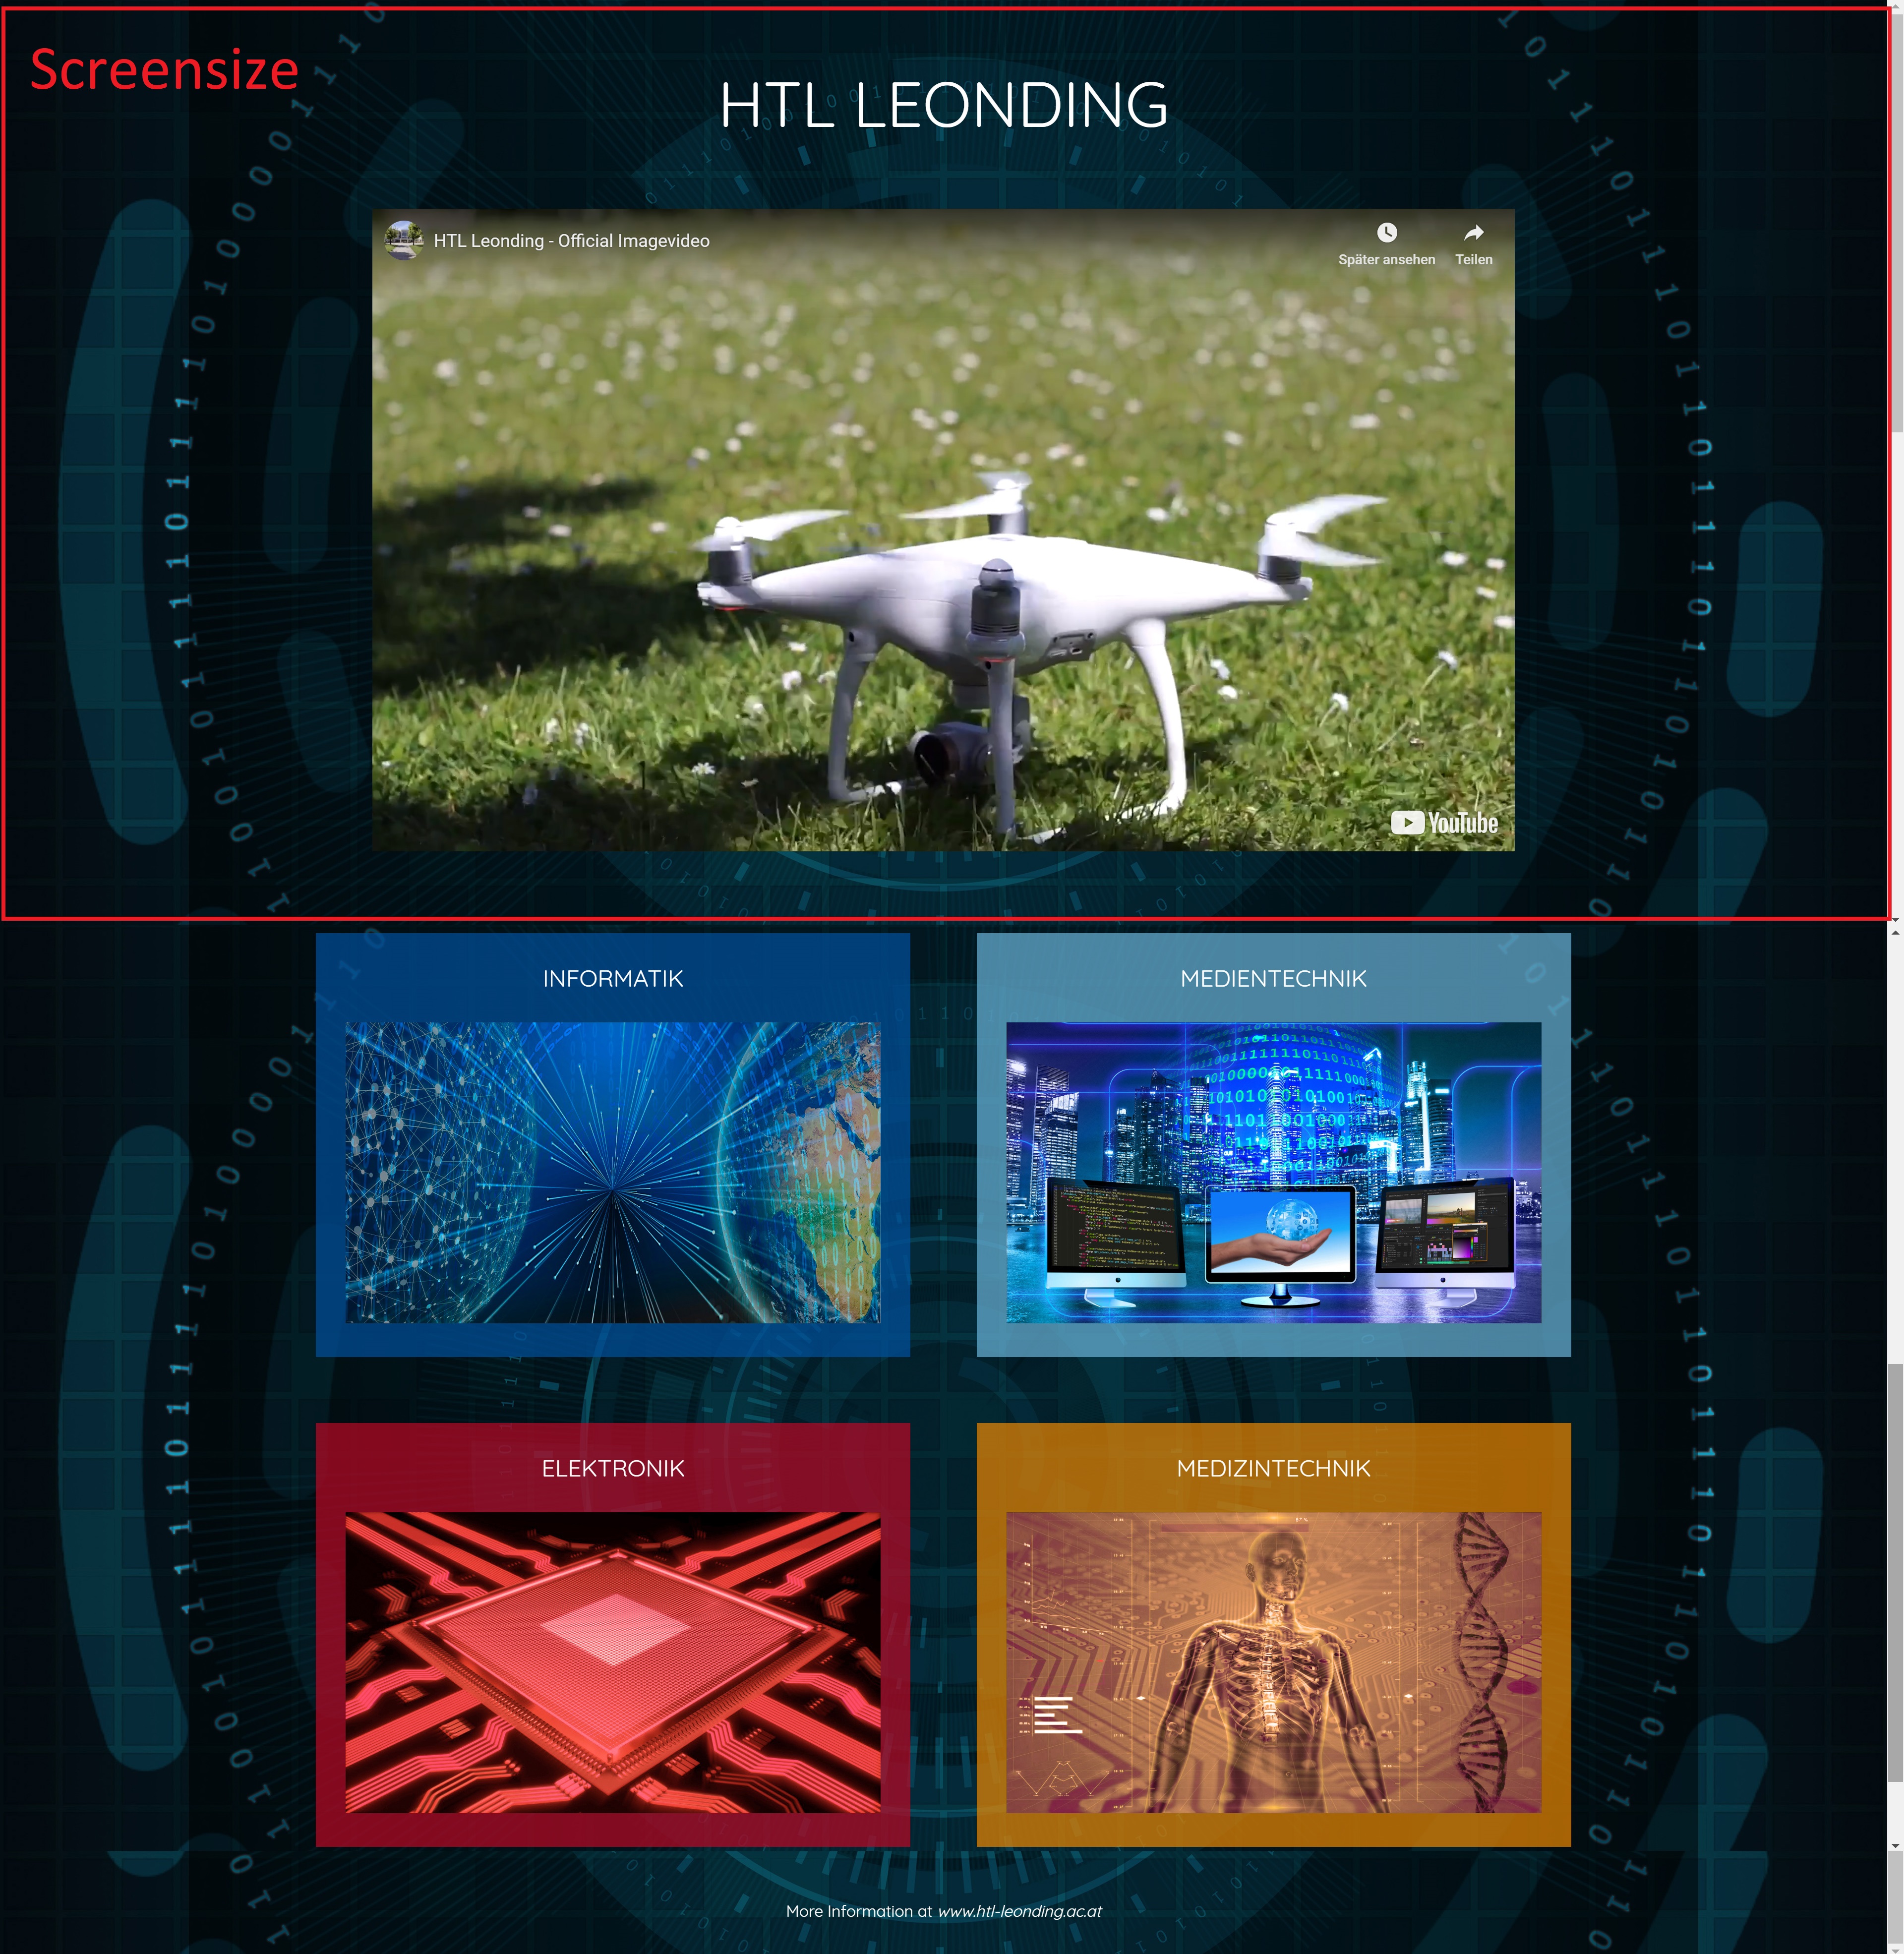 Screensize
HTL LEONDING
HTL Leonding - Official Imagevideo
Später ansehen
Teilen
YouTube
INFORMATIK
MEDIENTECHNIK
ELEKTRONIK
MEDIZINTECHNIK
More Information at www.htl-leonding.ac.at